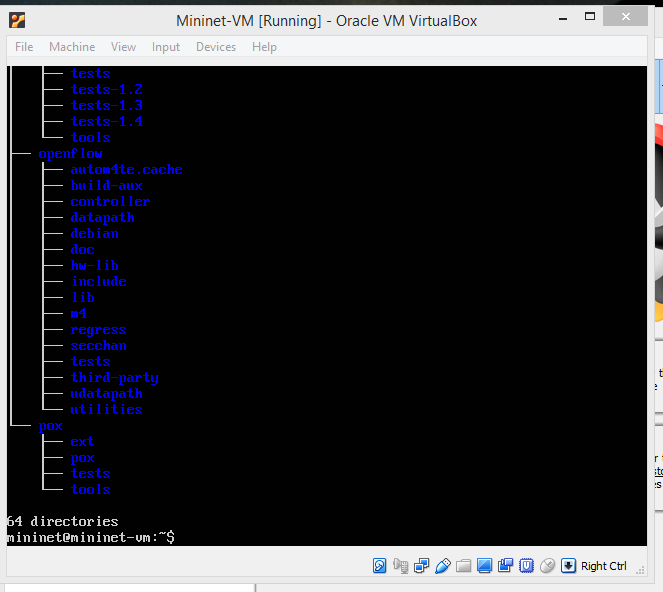 Mininet-VM [Running] - Oracle VM VirtualBox
File Machine View Input Devices Help
tests
tests-1.2
tests-1.3
tests-1.4
tools
openflow
autom4te.cache
build-aux
controller
datapath
debian
doc
hw-lib
include
lib
m4
regress
secchan
tests
third-party
udatapath
utilities
pox
ext
pox
tests
tools
64 directories
mininet@mininet-vm:~$
Right Ctrl